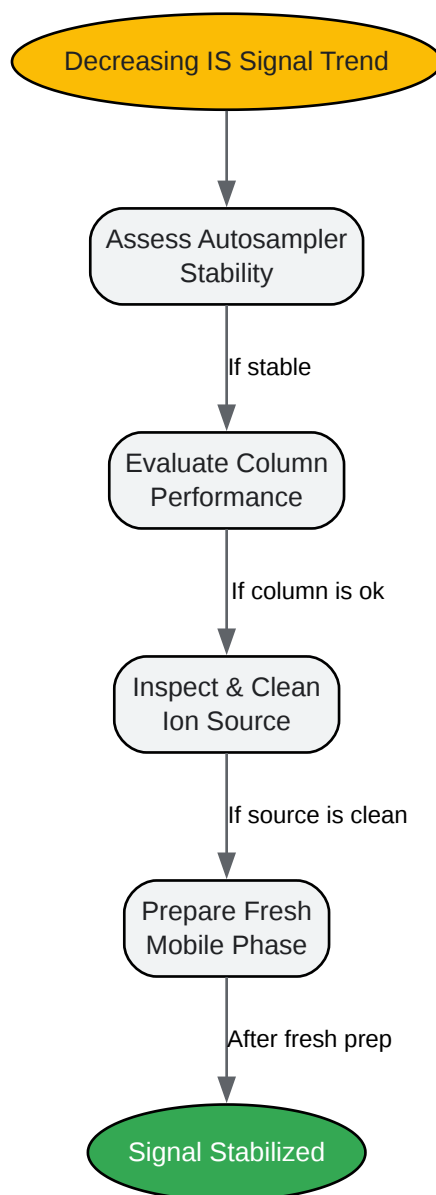 Decreasing IS Signal Trend
Assess Autosampler
Stability
If stable
Evaluate Column
Performance
If column is ok
Inspect & Clean
Ion Source
If source is clean
Prepare Fresh
Mobile Phase
After fresh prep
Signal Stabilized